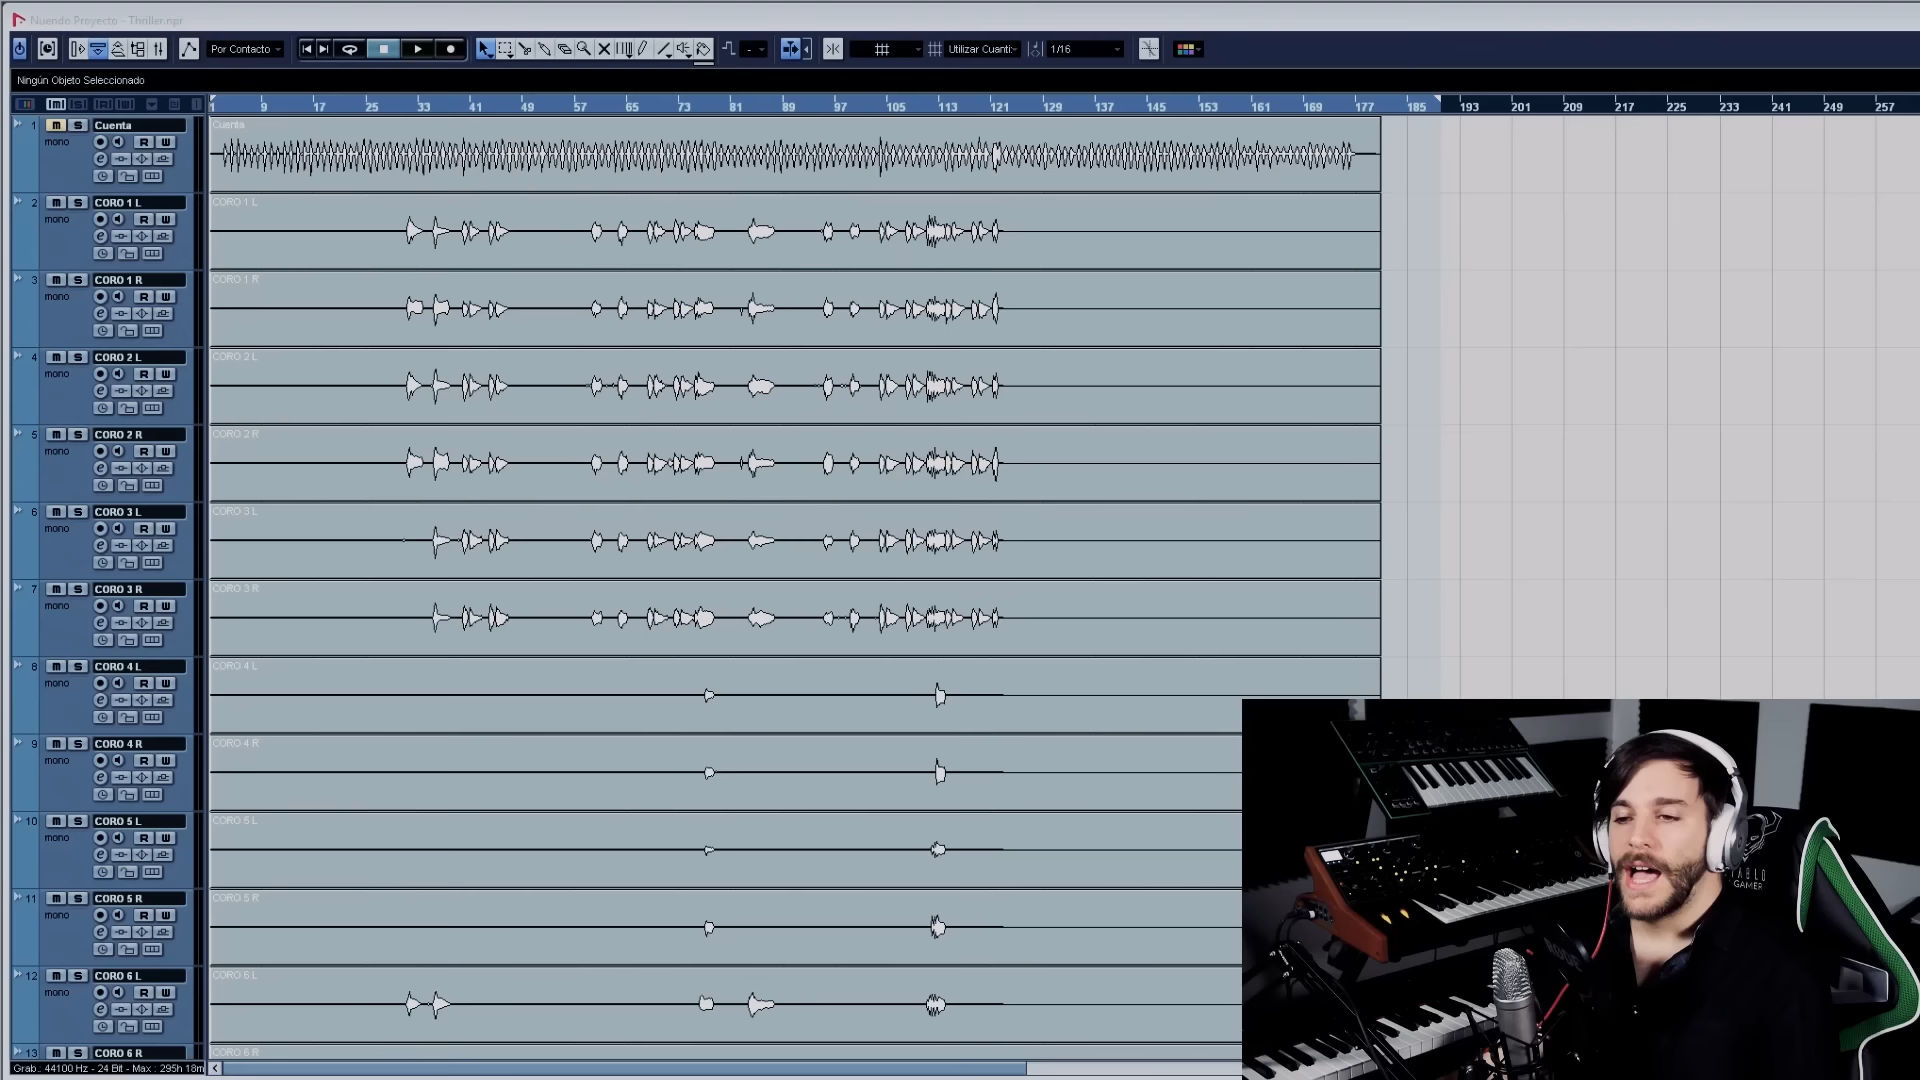 Nuendo Proyecto - Thriller.npr
Por Contacto
Utilizar Cuanti:
1/16
Ningún Objeto Seleccionado
1 9 17 25 33 41 49 57 65 73 81 89 97 105 113 121 129 137 145 153 161 169 177 185 193 201 209 217 225 233 241 249 257
1 m S Cuenta
mono R W
e
Cuenta
2 m S CORO 1 L
mono R W
e
CORO 1 L
3 m S CORO 1 R
mono R W
e
CORO 1 R
4 m S CORO 2 L
mono R W
e
CORO 2 L
5 m S CORO 2 R
mono R W
e
CORO 2 R
6 m S CORO 3 L
mono R W
e
CORO 3 L
7 m S CORO 3 R
mono R W
e
CORO 3 R
8 m S CORO 4 L
mono R W
e
CORO 4 L
9 m S CORO 4 R
mono R W
e
CORO 4 R
10 m S CORO 5 L
mono R W
e
CORO 5 L
11 m S CORO 5 R
mono R W
e
CORO 5 R
12 m S CORO 6 L
mono R W
e
CORO 6 L
13 m S CORO 6 R
CORO 6 R
Grab.: 44100 Hz - 24 Bit - Max.: 295h 18m
GAMER